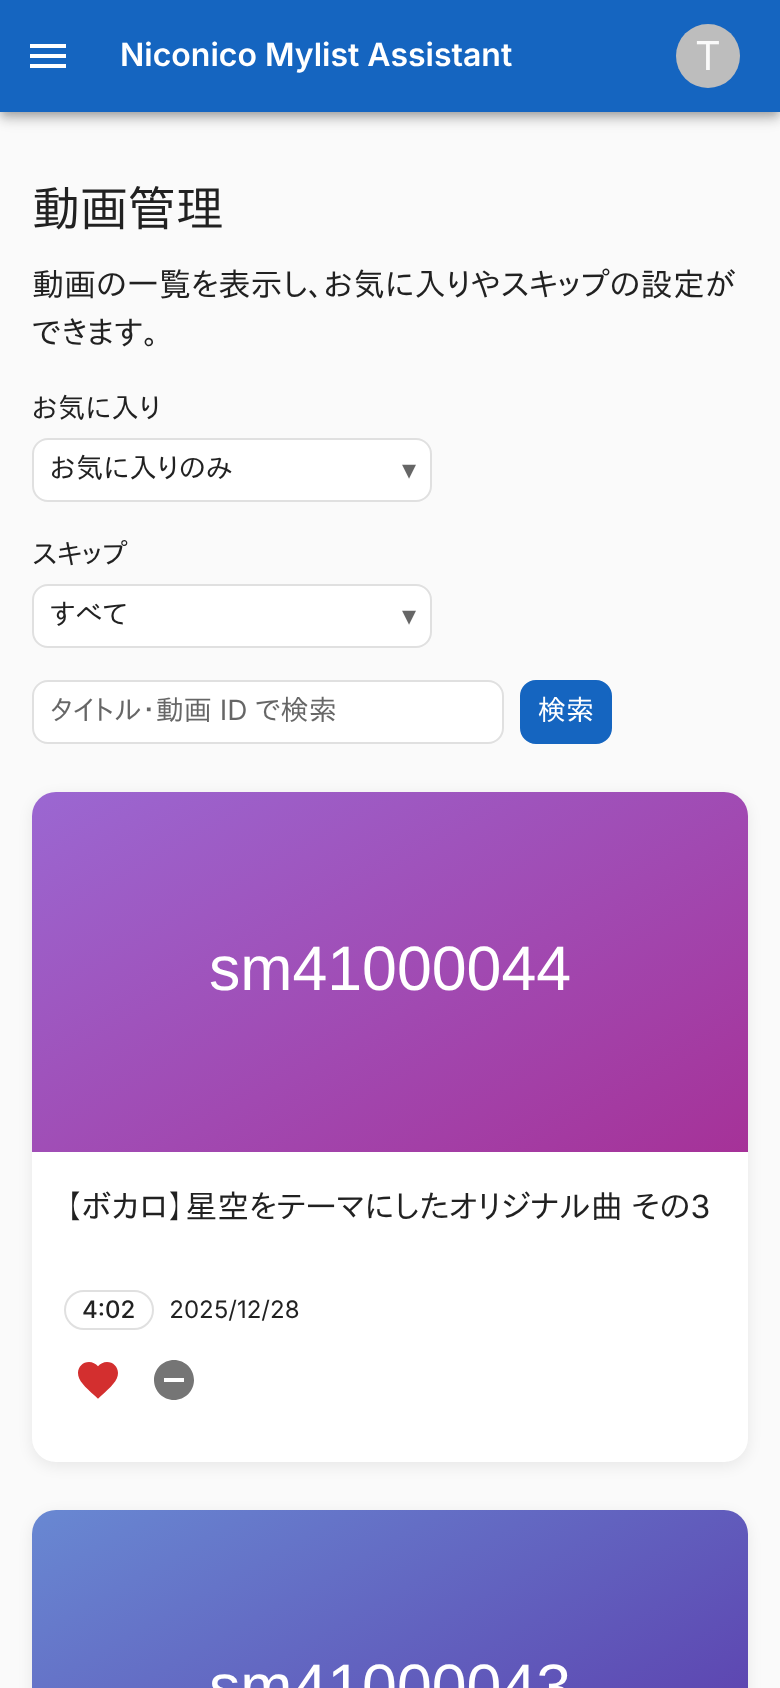 Niconico Mylist Assistant
T
動画管理
動画の一覧を表示し、お気に入りやスキップの設定が
できます。
お気に入り
お気に入りのみ
スキップ
すべて
タイトル・動画 ID で検索
検索
sm41000044
【ボカロ】星空をテーマにしたオリジナル曲 その3
4:02 2025/12/28
sm41000043